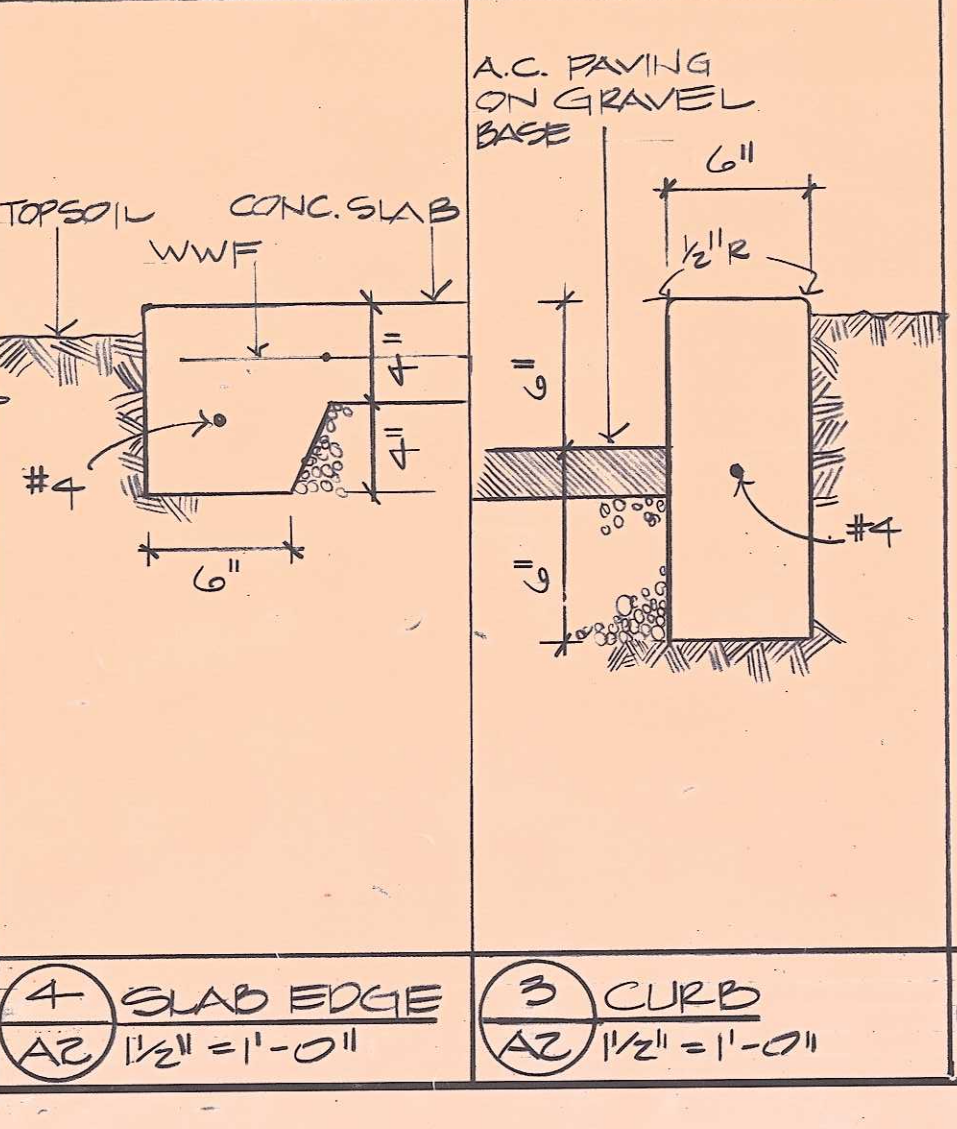 TOPSOIL
CONC. SLAB
WWF
4"
4"
#4
6"
4
A2
SLAB EDGE
1 1/2" = 1'-0"
A.C. PAVING
ON GRAVEL
BASE
6"
1/2" R
6"
6"
#4
3
A2
CURB
1 1/2" = 1'-0"